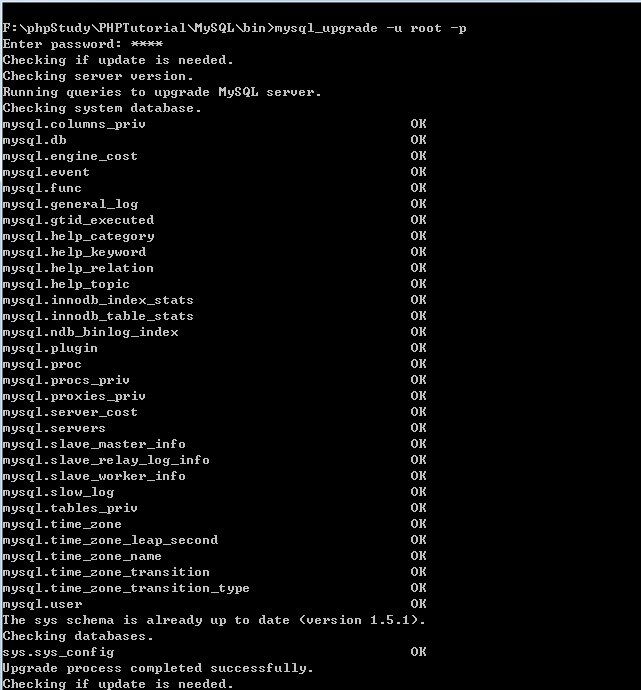 F:\phpStudy\PHPTutorial\MySQL\bin>mysql_upgrade -u root -p
Enter password: ****
Checking if update is needed.
Checking server version.
Running queries to upgrade MySQL server.
Checking system database.
mysql.columns_priv OK
mysql.db OK
mysql.engine_cost OK
mysql.event OK
mysql.func OK
mysql.general_log OK
mysql.gtid_executed OK
mysql.help_category OK
mysql.help_keyword OK
mysql.help_relation OK
mysql.help_topic OK
mysql.innodb_index_stats OK
mysql.innodb_table_stats OK
mysql.ndb_binlog_index OK
mysql.plugin OK
mysql.proc OK
mysql.procs_priv OK
mysql.proxies_priv OK
mysql.server_cost OK
mysql.servers OK
mysql.slave_master_info OK
mysql.slave_relay_log_info OK
mysql.slave_worker_info OK
mysql.slow_log OK
mysql.tables_priv OK
mysql.time_zone OK
mysql.time_zone_leap_second OK
mysql.time_zone_name OK
mysql.time_zone_transition OK
mysql.time_zone_transition_type OK
mysql.user OK
The sys schema is already up to date (version 1.5.1).
Checking databases.
sys.sys_config OK
Upgrade process completed successfully.
Checking if update is needed.